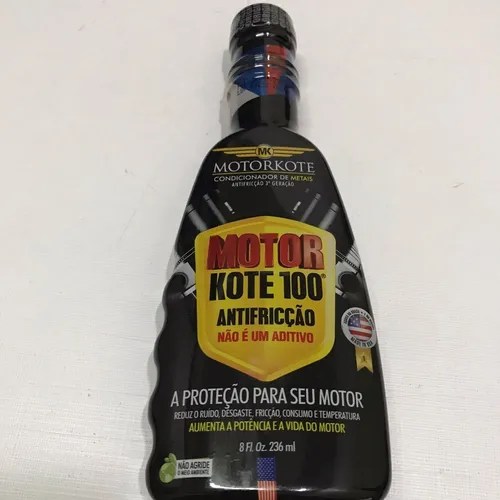 MK
MOTORKOTE
CONDICIONADOR DE METAIS
ANTIFRICÇÃO 3ª GERAÇÃO
MOTOR
KOTE 100®
ANTIFRICÇÃO
NÃO É UM ADITIVO
A PROTEÇÃO PARA SEU MOTOR
REDUZ O RUÍDO, DESGASTE, FRICÇÃO, CONSUMO E TEMPERATURA
AUMENTA A POTÊNCIA E A VIDA DO MOTOR
8 Fl. Oz. 236 ml
NÃO AGRIDE
O MEIO AMBIENTE